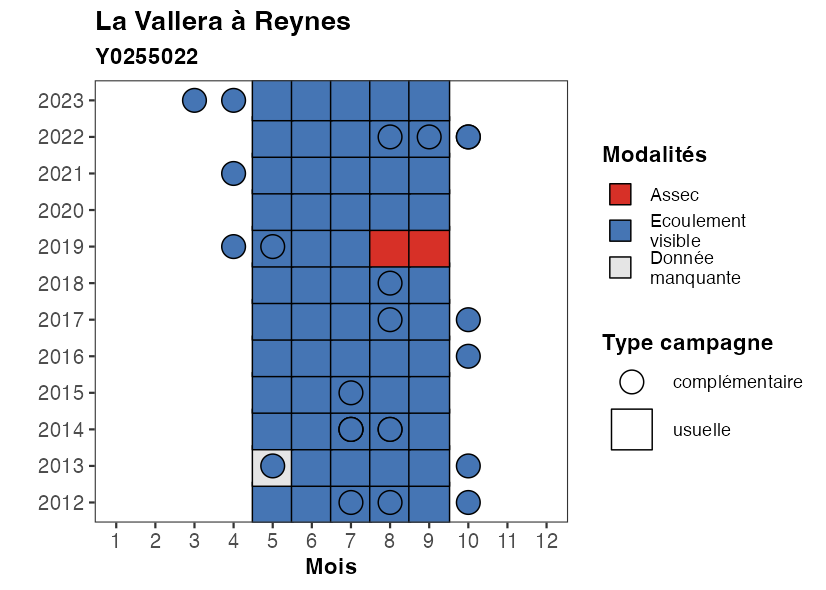 La Vallera à Reynes
Y0255022
2023
2022
2021
2020
2019
2018
2017
2016
2015
2014
2013
2012
1 2 3 4 5 6 7 8 9 10 11 12
Mois
Modalités
Assec
Ecoulement
visible
Donnée
manquante
Type campagne
complémentaire
usuelle